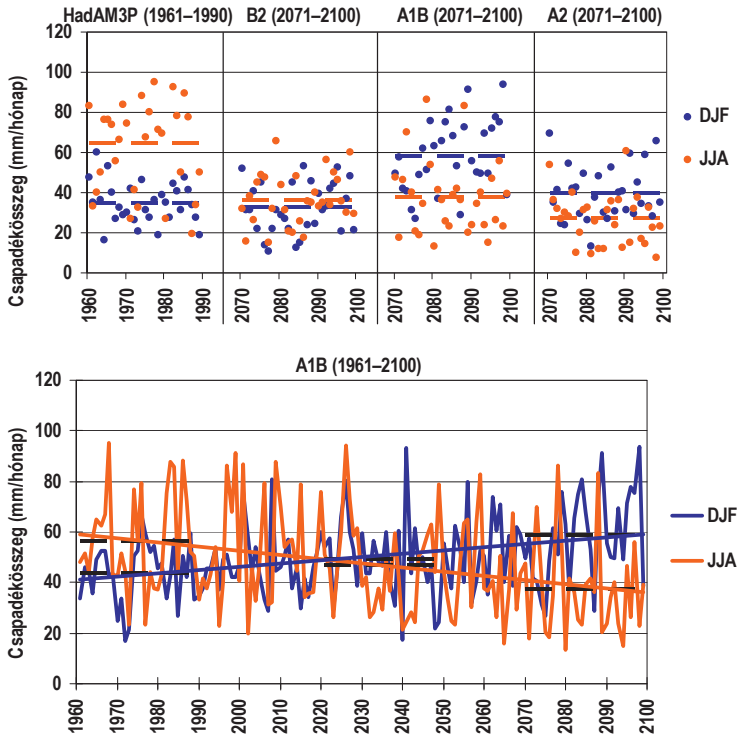 HadAM3P (1961–1990) B2 (2071–2100) A1B (2071–2100) A2 (2071–2100)
Csapadékösszeg (mm/hónap)
120
100
80
60
40
20
0
1960 1970 1980 1990 2070 2080 2090 2100 2070 2080 2090 2100 2070 2080 2090 2100
DJF
JJA
A1B (1961–2100)
Csapadékösszeg (mm/hónap)
120
100
80
60
40
20
0
1960 1970 1980 1990 2000 2010 2020 2030 2040 2050 2060 2070 2080 2090 2100
DJF
JJA